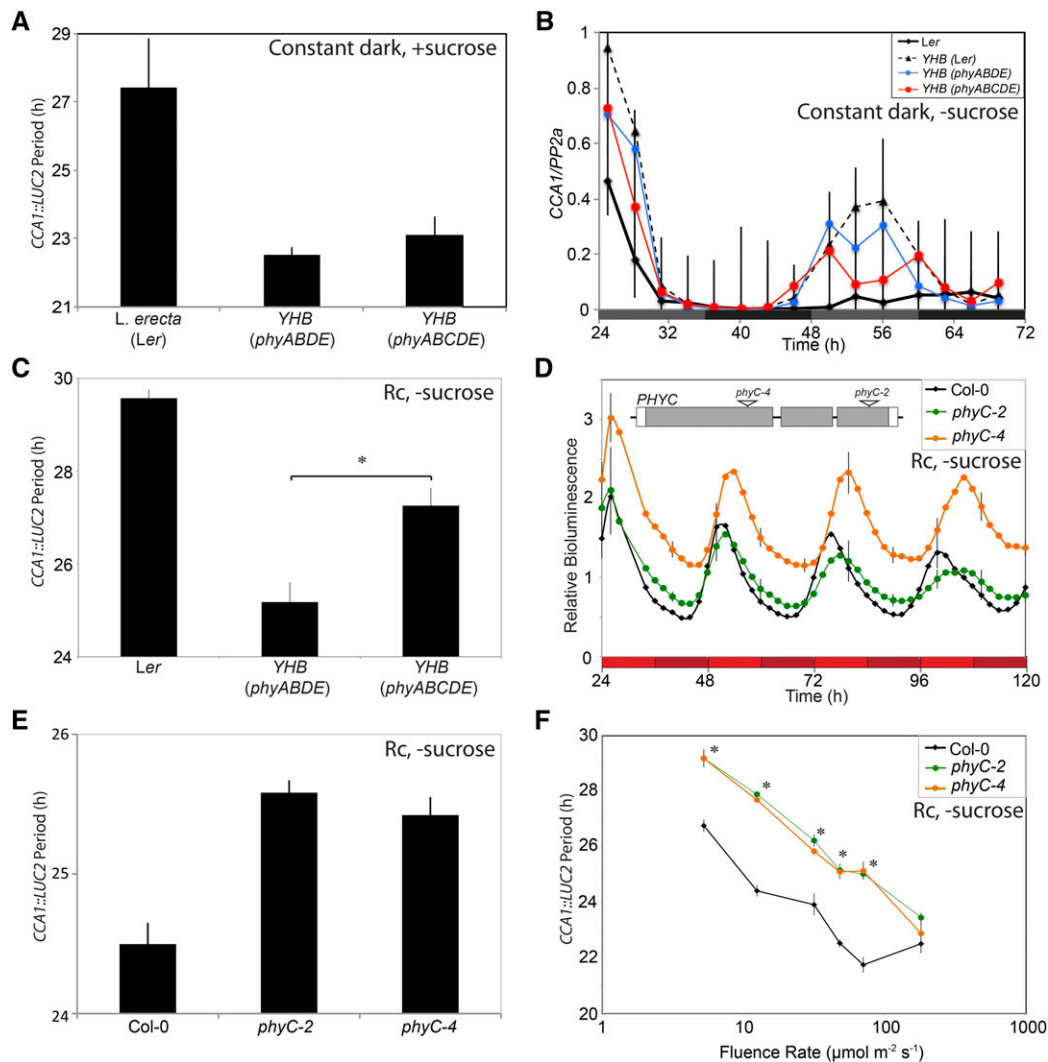 A
Constant dark, +sucrose
CCA1::LUC2 Period (h)
29
27
25
23
21
L. erecta
(Ler)
YHB
(phyABDE)
YHB
(phyABCDE)
B
Ler
YHB (Ler)
YHB (phyABDE)
YHB (phyABCDE)
Constant dark, -sucrose
CCA1/PP2a
1
0.8
0.6
0.4
0.2
0
24 32 40 48 56 64 72
Time (h)
C
Rc, -sucrose
CCA1::LUC2 Period (h)
30
28
26
24
*
Ler
YHB
(phyABDE)
YHB
(phyABCDE)
D
PHYC
phyC-4
phyC-2
Col-0
phyC-2
phyC-4
Rc, -sucrose
Relative Bioluminescence
3
2
1
0
24 48 72 96 120
Time (h)
E
Rc, -sucrose
CCA1::LUC2 Period (h)
26
25
24
Col-0 phyC-2 phyC-4
F
Col-0
phyC-2
phyC-4
Rc, -sucrose
CCA1::LUC2 Period (h)
30
28
26
24
22
20
* * * * *
1 10 100 1000
Fluence Rate (μmol m⁻² s⁻¹)